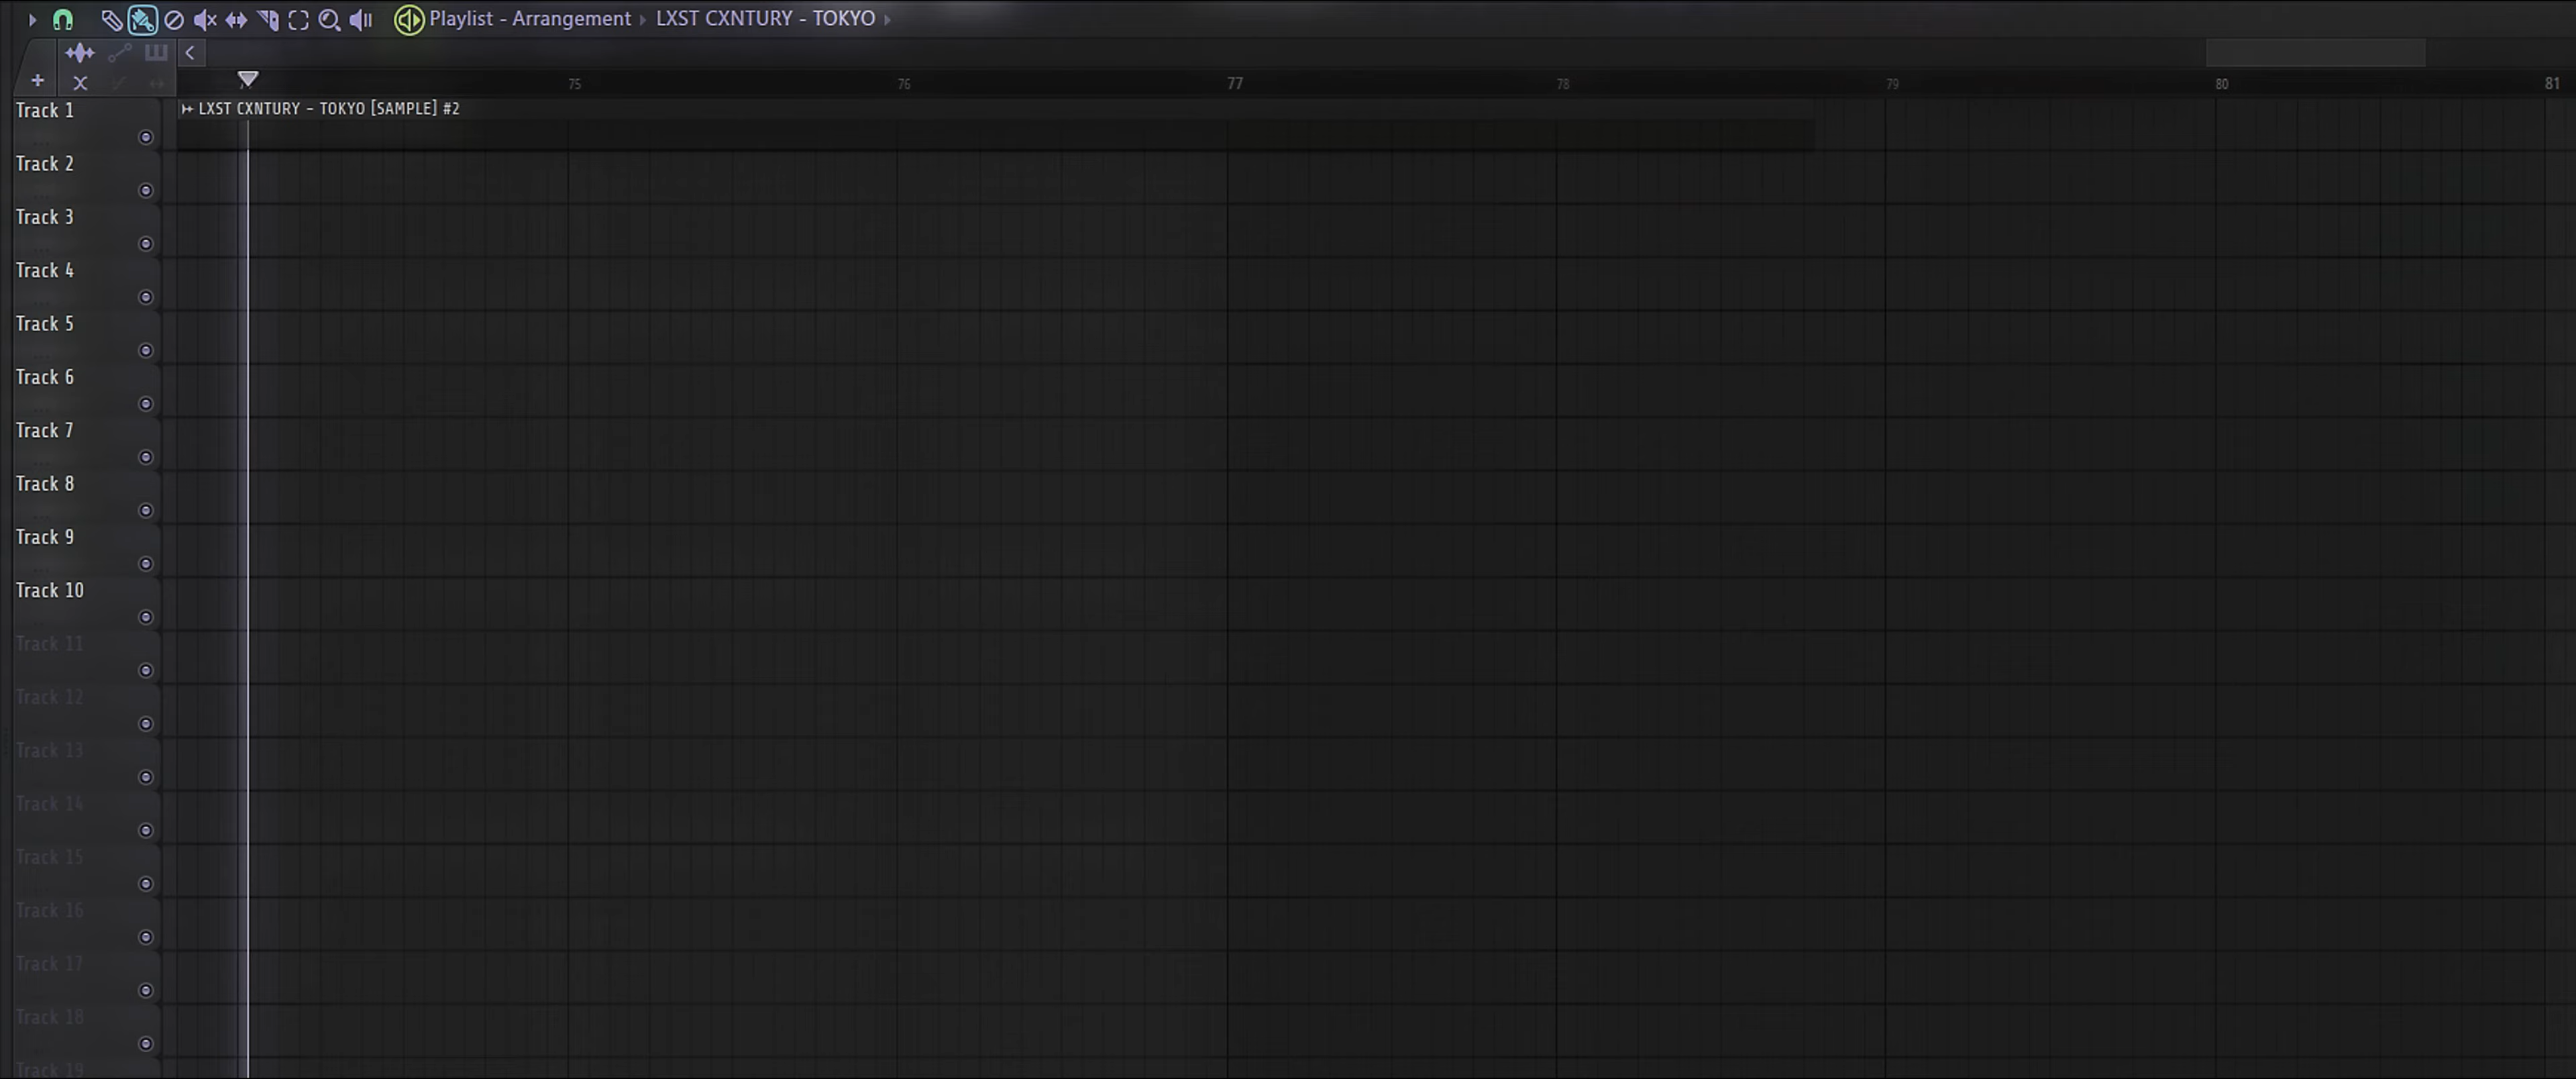 Playlist - Arrangement › LXST CXNTURY - TOKYO ›
75 76 77 78 79 80 81
LXST CXNTURY - TOKYO [SAMPLE] #2
Track 1
Track 2
Track 3
Track 4
Track 5
Track 6
Track 7
Track 8
Track 9
Track 10
Track 11
Track 12
Track 13
Track 14
Track 15
Track 16
Track 17
Track 18
Track 19